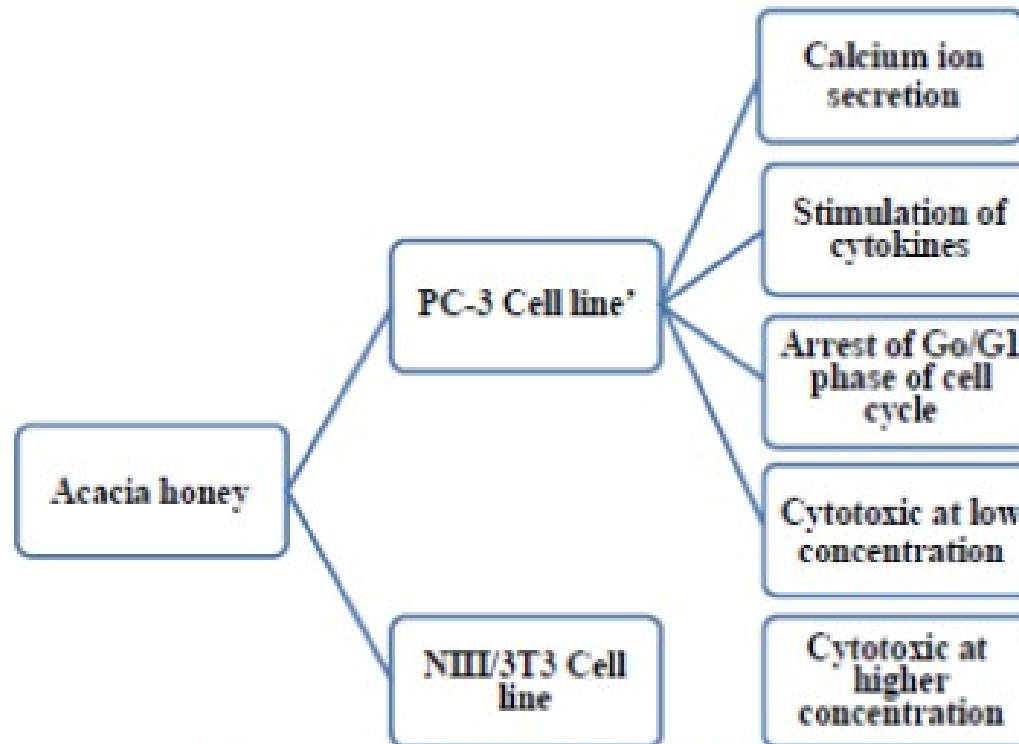 Acacia honey
PC-3 Cell line’
NIH/3T3 Cell
line
Calcium ion
secretion
Stimulation of
cytokines
Arrest of Go/G1
phase of cell
cycle
Cytotoxic at low
concentration
Cytotoxic at
higher
concentration